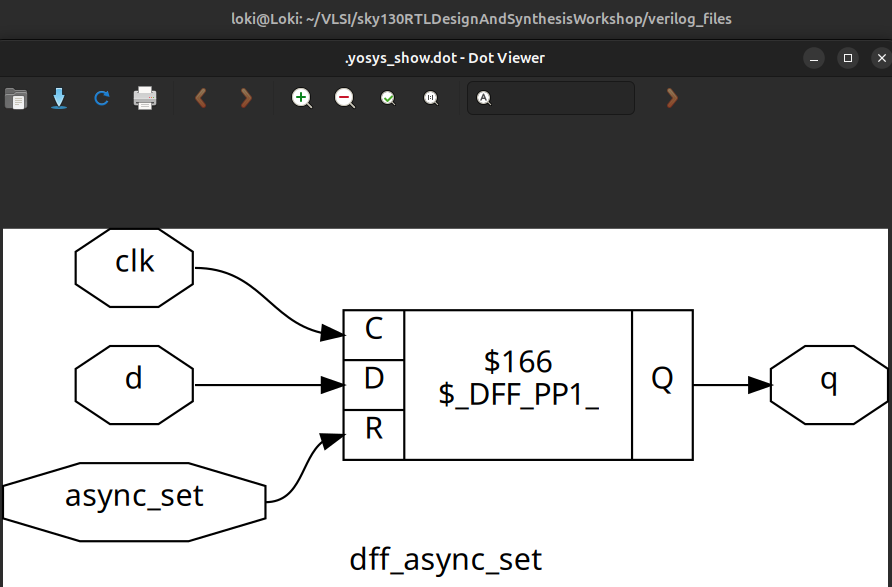 loki@Loki: ~/VLSI/sky130RTLDesignAndSynthesisWorkshop/verilog_files
.yosys_show.dot - Dot Viewer
A
clk
C
$166
d
D
$_DFF_PP1_
Q
q
R
async_set
dff_async_set